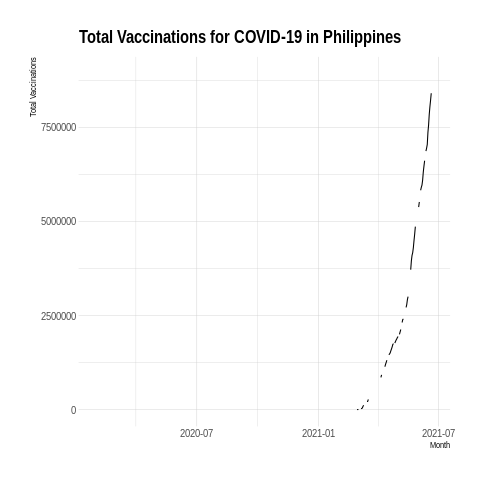 Total Vaccinations for COVID-19 in Philippines
Total Vaccinations
7500000
5000000
2500000
0
2020-07 2021-01 2021-07
Month